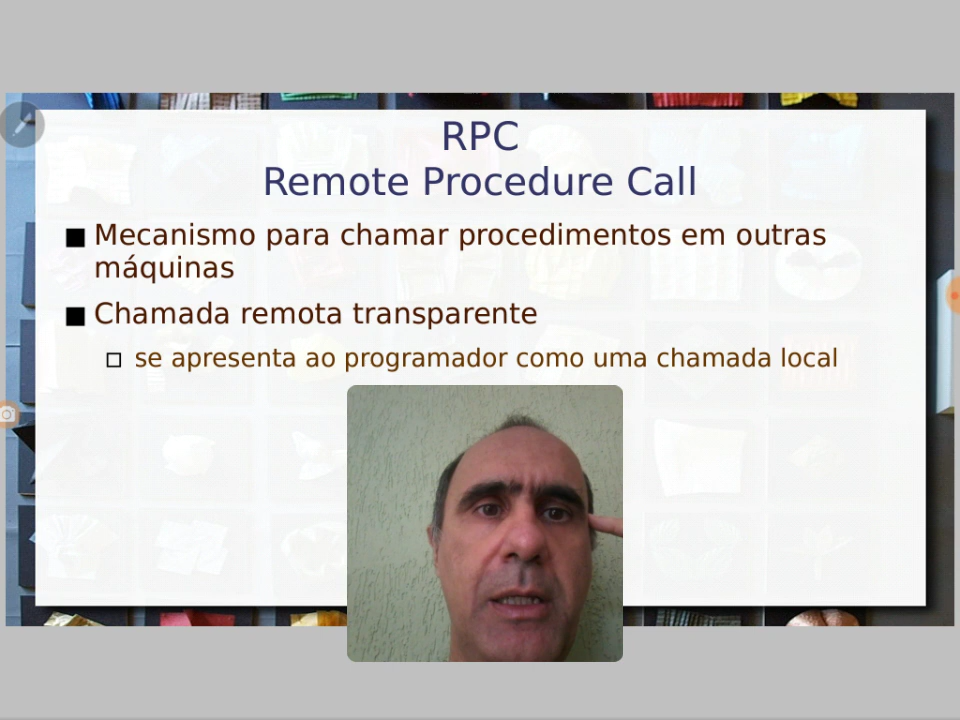 RPC
Remote Procedure Call
Mecanismo para chamar procedimentos em outras
máquinas
Chamada remota transparente
se apresenta ao programador como uma chamada local